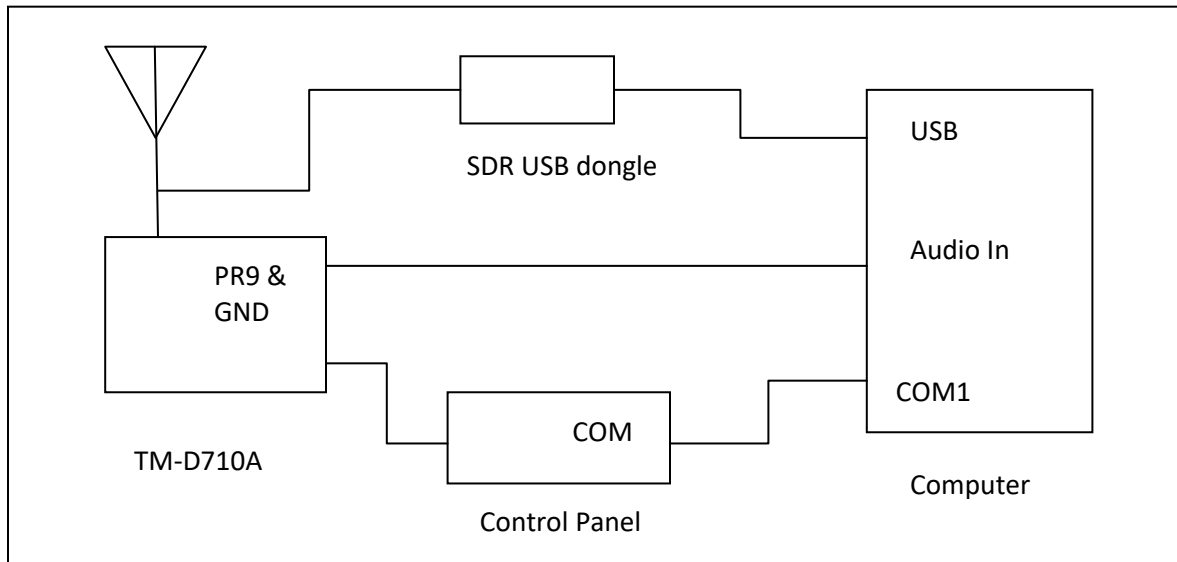 USB
SDR USB dongle
PR9 &
GND
Audio In
COM1
COM
TM-D710A
Computer
Control Panel